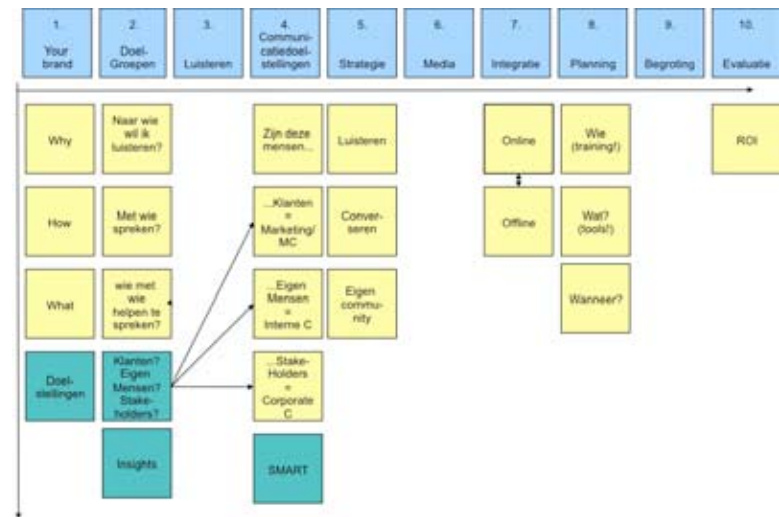 1.
Your
brand
2.
Doel-
Groepen
3.
Luisteren
4.
Communi-
catiedoel-
stellingen
5.
Strategie
6.
Media
7.
Integratie
8.
Planning
9.
Begroting
10.
Evaluatie
Why
Naar wie
wil ik
luisteren?
Zijn deze
mensen...
Luisteren
Online
Wie
(training!)
ROI
How
Met wie
spreken?
...Klanten
=
Marketing/
MC
Conver-
seren
Offline
Wat?
(tools!)
What
wie met
wie
helpen te
spreken?
...Eigen
Mensen
=
Interne C
Eigen
commu-
nity
Wanneer?
Doel-
stellingen
Klanten?
Eigen
Mensen?
Stake-
holders?
...Stake-
Holders
=
Corporate
C
Insights
SMART